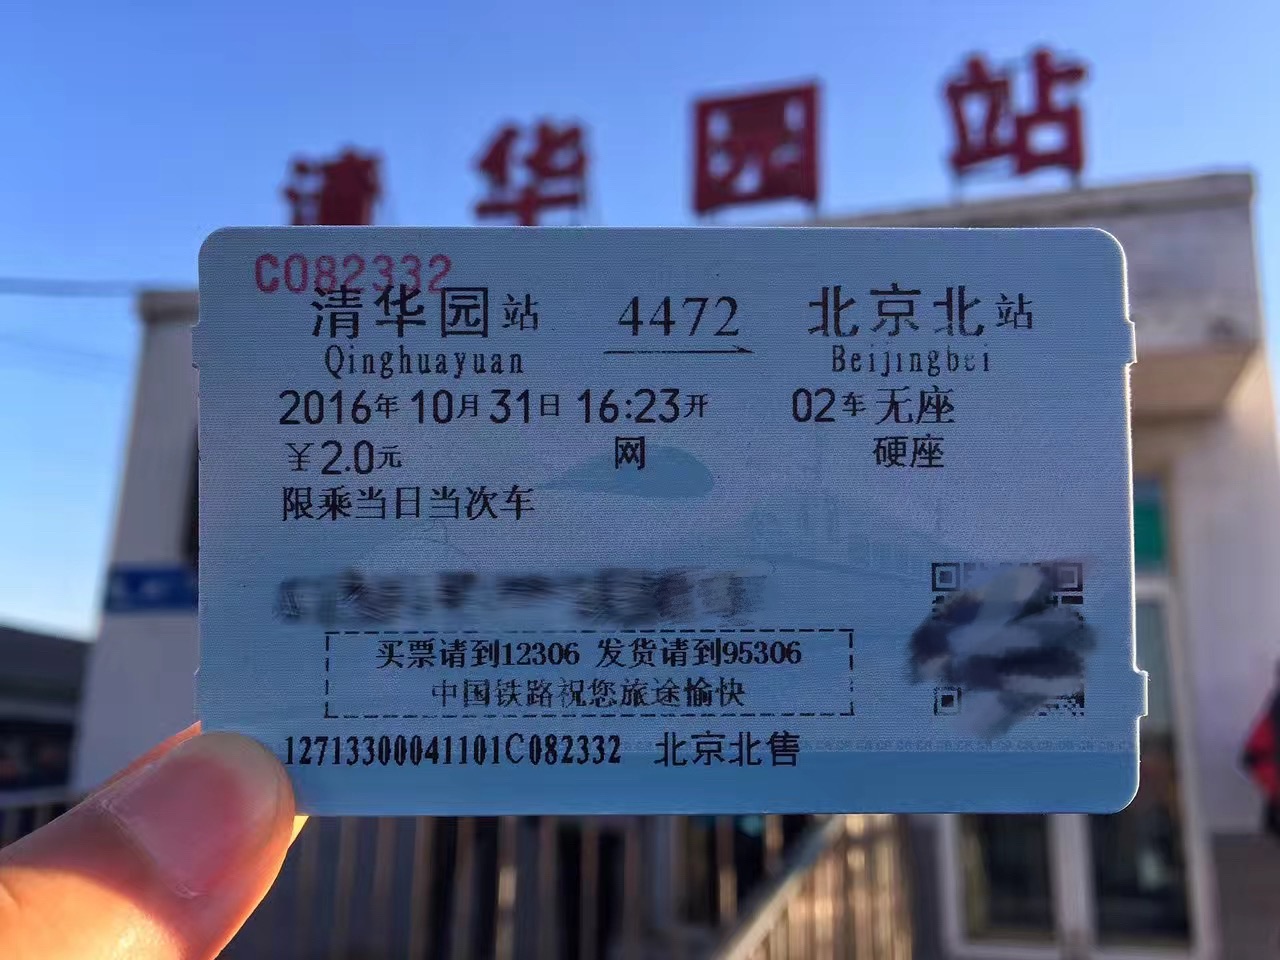 清华园站
C082332
清华园站 4472 北京北站
Qinghuayuan Beijingbei
2016年10月31日16:23开 02车无座
￥2.0元 网 硬座
限乘当日当次车
买票请到12306 发货请到95306
中国铁路祝您旅途愉快
12713300041101C082332 北京北售